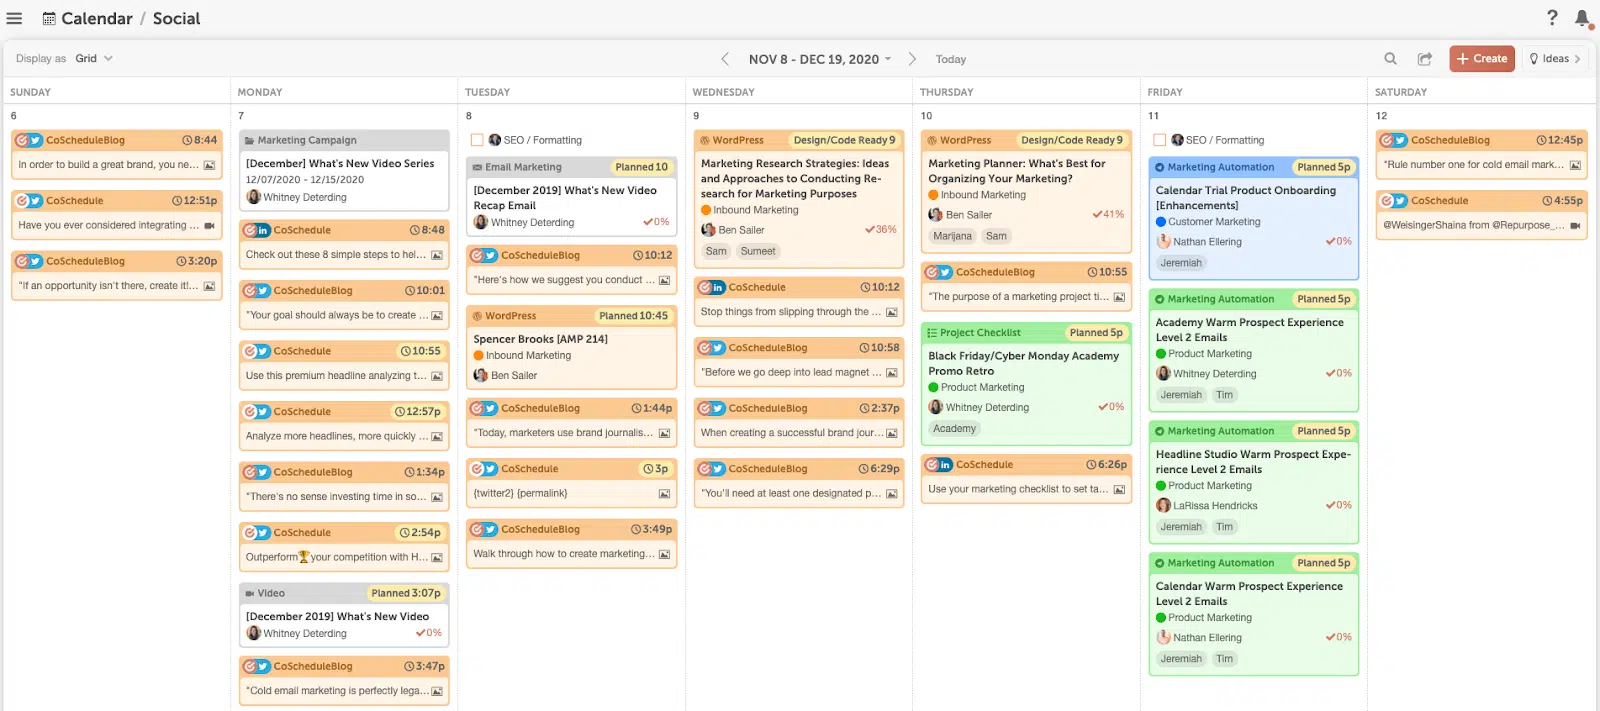 Calendar / Social
?
Display as Grid
NOV 8 - DEC 19, 2020
Today
+ Create
Ideas
SUNDAY
MONDAY
TUESDAY
WEDNESDAY
THURSDAY
FRIDAY
SATURDAY
6
CoScheduleBlog 8:44
In order to build a great brand, you ne...
CoSchedule 12:51p
Have you ever considered integrating ...
CoScheduleBlog 3:20p
"If an opportunity isn't there, create it!...
7
Marketing Campaign
[December] What's New Video Series
12/07/2020 - 12/15/2020
Whitney Deterding
in CoSchedule 8:48
Check out these 8 simple steps to hel...
CoScheduleBlog 10:01
"Your goal should always be to create ...
CoSchedule 10:55
Use this premium headline analyzing t...
CoSchedule 12:57p
Analyze more headlines, more quickly ...
CoScheduleBlog 1:34p
"There's no sense investing time in so...
CoSchedule 2:54p
Outperform🏆your competition with H...
Video Planned 3:07p
[December 2019] What's New Video
Whitney Deterding 0%
CoScheduleBlog 3:47p
"Cold email marketing is perfectly lega...
8
SEO / Formatting
Email Marketing Planned 10
[December 2019] What's New Video
Recap Email
Whitney Deterding 0%
CoScheduleBlog 10:12
"Here's how we suggest you conduct ...
WordPress Planned 10:45
Spencer Brooks [AMP 214]
Inbound Marketing
Ben Sailer
CoScheduleBlog 1:44p
"Today, marketers use brand journalis...
CoSchedule 3p
{twitter2} {permalink}
CoScheduleBlog 3:49p
Walk through how to create marketing...
9
WordPress Design/Code Ready 9
Marketing Research Strategies: Ideas
and Approaches to Conducting Re-
search for Marketing Purposes
Inbound Marketing
Ben Sailer 36%
Sam Sumeet
in CoSchedule 10:12
Stop things from slipping through the ...
CoScheduleBlog 10:58
"Before we go deep into lead magnet ...
CoScheduleBlog 2:37p
When creating a successful brand jour...
CoScheduleBlog 6:29p
"You'll need at least one designated p...
10
WordPress Design/Code Ready 9
Marketing Planner: What's Best for
Organizing Your Marketing?
Inbound Marketing
Ben Sailer 41%
Marijana Sam
CoScheduleBlog 10:55
"The purpose of a marketing project ti...
Project Checklist Planned 5p
Black Friday/Cyber Monday Academy
Promo Retro
Product Marketing
Whitney Deterding 0%
Academy
in CoSchedule 6:26p
Use your marketing checklist to set ta...
11
SEO / Formatting
Marketing Automation Planned 5p
Calendar Trial Product Onboarding
[Enhancements]
Customer Marketing
Nathan Ellering 0%
Jeremiah
Marketing Automation Planned 5p
Academy Warm Prospect Experience
Level 2 Emails
Product Marketing
Whitney Deterding 0%
Jeremiah Tim
Marketing Automation Planned 5p
Headline Studio Warm Prospect Expe-
rience Level 2 Emails
Product Marketing
LaRissa Hendricks 0%
Jeremiah Tim
Marketing Automation Planned 5p
Calendar Warm Prospect Experience
Level 2 Emails
Product Marketing
Nathan Ellering 0%
Jeremiah Tim
12
CoScheduleBlog 12:45p
"Rule number one for cold email mark...
CoSchedule 4:55p
@WeisingerShaina from @Repurpose_...